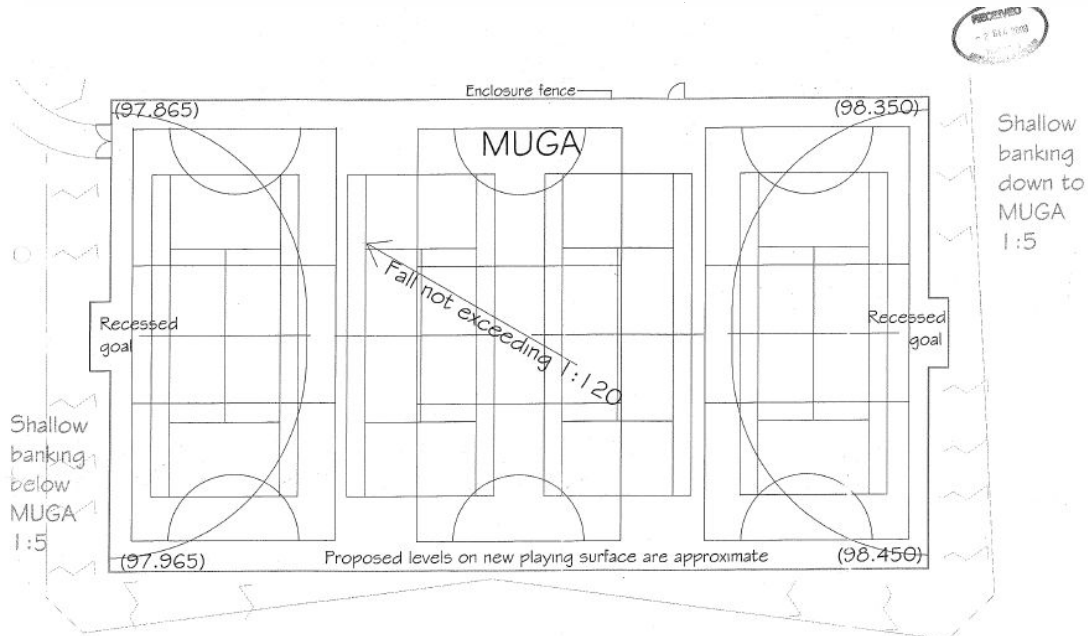 RECEIVED
Enclosure fence
(97.865)
(98.350)
MUGA
Shallow
banking
down to
MUGA
1:5
Fall not exceeding 1:120
Recessed
goal
Recessed
goal
Shallow
banking
below
MUGA
1:5
(97.965)
Proposed levels on new playing surface are approximate
(98.450)